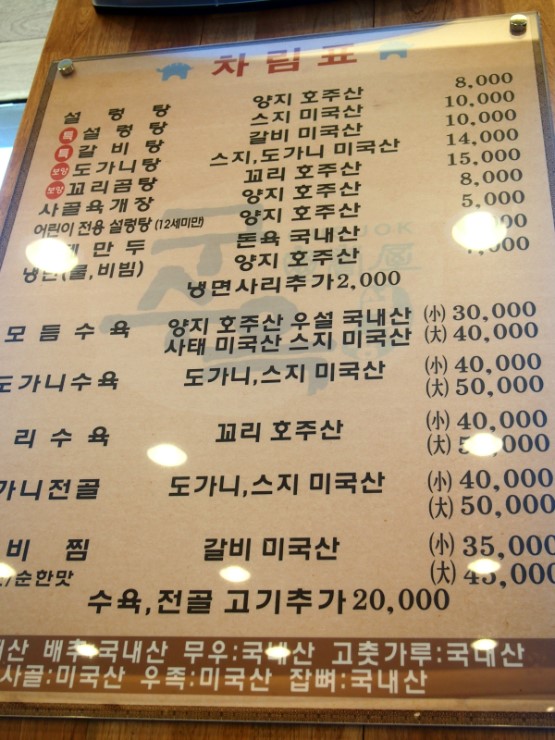 차림표
설렁탕 양지 호주산 8,000
특 설렁탕 스지 미국산 10,000
특 갈비탕 갈비 미국산 10,000
보양 도가니탕 스지,도가니 미국산 14,000
보양 꼬리곰탕 꼬리 호주산 15,000
사골육개장 양지 호주산 8,000
어린이 전용 설렁탕 (12세미만) 양지 호주산 5,000
만두 돈육 국내산
냉면(물,비빔) 양지 호주산
냉면사리추가 2,000
모듬수육 양지 호주산 우설 국내산 (小) 30,000
사태 미국산 스지 미국산 (大) 40,000
도가니수육 도가니,스지 미국산 (小) 40,000
(大) 50,000
리수육 꼬리 호주산 (小) 40,000
(大)
가니전골 도가니,스지 미국산 (小) 40,000
(大) 50,000
비찜 갈비 미국산 (小) 35,000
/순한맛 (大) 45,000
수육,전골 고기추가 20,000
배추:국내산 무우:국내산 고춧가루:국내산
사골:미국산 우족:미국산 잡뼈:국내산